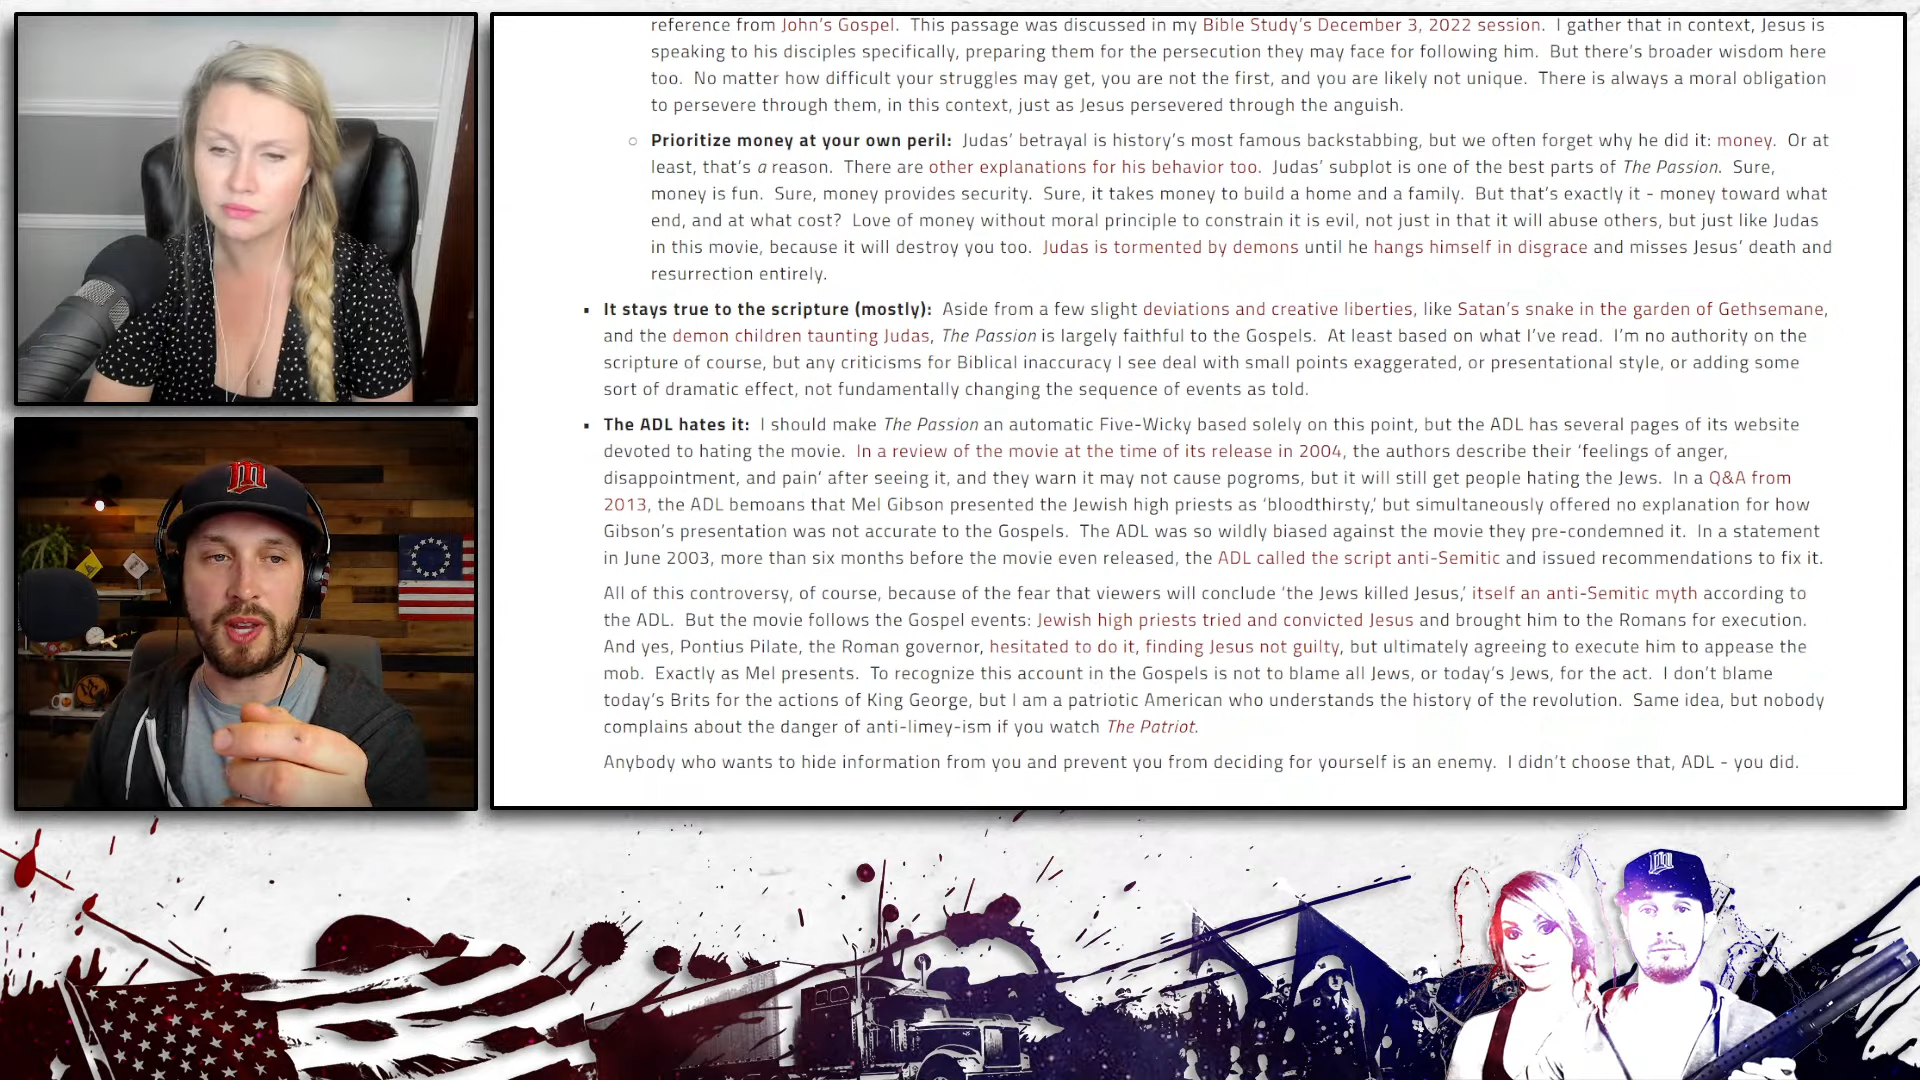 reference from John's Gospel. This passage was discussed in my Bible Study's December 3, 2022 session. I gather that in context, Jesus is
speaking to his disciples specifically, preparing them for the persecution they may face for following him. But there's broader wisdom here
too. No matter how difficult your struggles may get, you are not the first, and you are likely not unique. There is always a moral obligation
to persevere through them, in this context, just as Jesus persevered through the anguish.
Prioritize money at your own peril: Judas' betrayal is history's most famous backstabbing, but we often forget why he did it: money. Or at
least, that's a reason. There are other explanations for his behavior too. Judas' subplot is one of the best parts of The Passion. Sure,
money is fun. Sure, money provides security. Sure, it takes money to build a home and a family. But that's exactly it - money toward what
end, and at what cost? Love of money without moral principle to constrain it is evil, not just in that it will abuse others, but just like Judas
in this movie, because it will destroy you too. Judas is tormented by demons until he hangs himself in disgrace and misses Jesus' death and
resurrection entirely.
It stays true to the scripture (mostly): Aside from a few slight deviations and creative liberties, like Satan's snake in the garden of Gethsemane,
and the demon children taunting Judas, The Passion is largely faithful to the Gospels. At least based on what I've read. I'm no authority on the
scripture of course, but any criticisms for Biblical inaccuracy I see deal with small points exaggerated, or presentational style, or adding some
sort of dramatic effect, not fundamentally changing the sequence of events as told.
The ADL hates it: I should make The Passion an automatic Five-Wicky based solely on this point, but the ADL has several pages of its website
devoted to hating the movie. In a review of the movie at the time of its release in 2004, the authors describe their 'feelings of anger,
disappointment, and pain' after seeing it, and they warn it may not cause pogroms, but it will still get people hating the Jews. In a Q&A from
2013, the ADL bemoans that Mel Gibson presented the Jewish high priests as 'bloodthirsty,' but simultaneously offered no explanation for how
Gibson's presentation was not accurate to the Gospels. The ADL was so wildly biased against the movie they pre-condemned it. In a statement
in June 2003, more than six months before the movie even released, the ADL called the script anti-Semitic and issued recommendations to fix it.
All of this controversy, of course, because of the fear that viewers will conclude 'the Jews killed Jesus,' itself an anti-Semitic myth according to
the ADL. But the movie follows the Gospel events: Jewish high priests tried and convicted Jesus and brought him to the Romans for execution.
And yes, Pontius Pilate, the Roman governor, hesitated to do it, finding Jesus not guilty, but ultimately agreeing to execute him to appease the
mob. Exactly as Mel presents. To recognize this account in the Gospels is not to blame all Jews, or today's Jews, for the act. I don't blame
today's Brits for the actions of King George, but I am a patriotic American who understands the history of the revolution. Same idea, but nobody
complains about the danger of anti-limey-ism if you watch The Patriot.
Anybody who wants to hide information from you and prevent you from deciding for yourself is an enemy. I didn't choose that, ADL - you did.